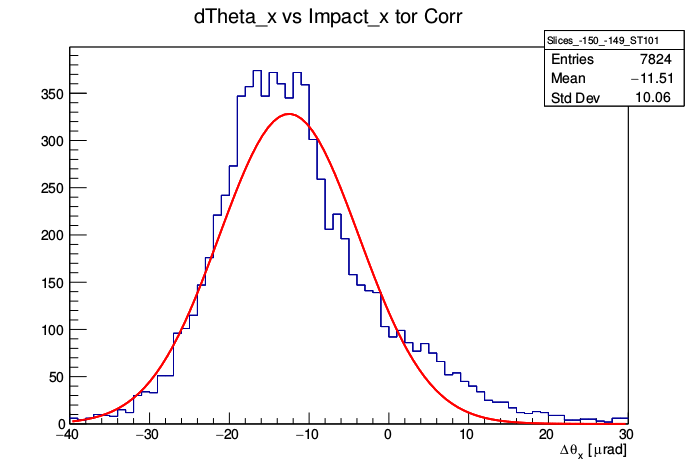 dTheta_x vs Impact_x tor Corr
Slices_-150_-149_ST101
Entries 7824
Mean −11.51
Std Dev 10.06
350
300
250
200
150
100
50
0
−40 −30 −20 −10 0 10 20 30
Δθx [μrad]